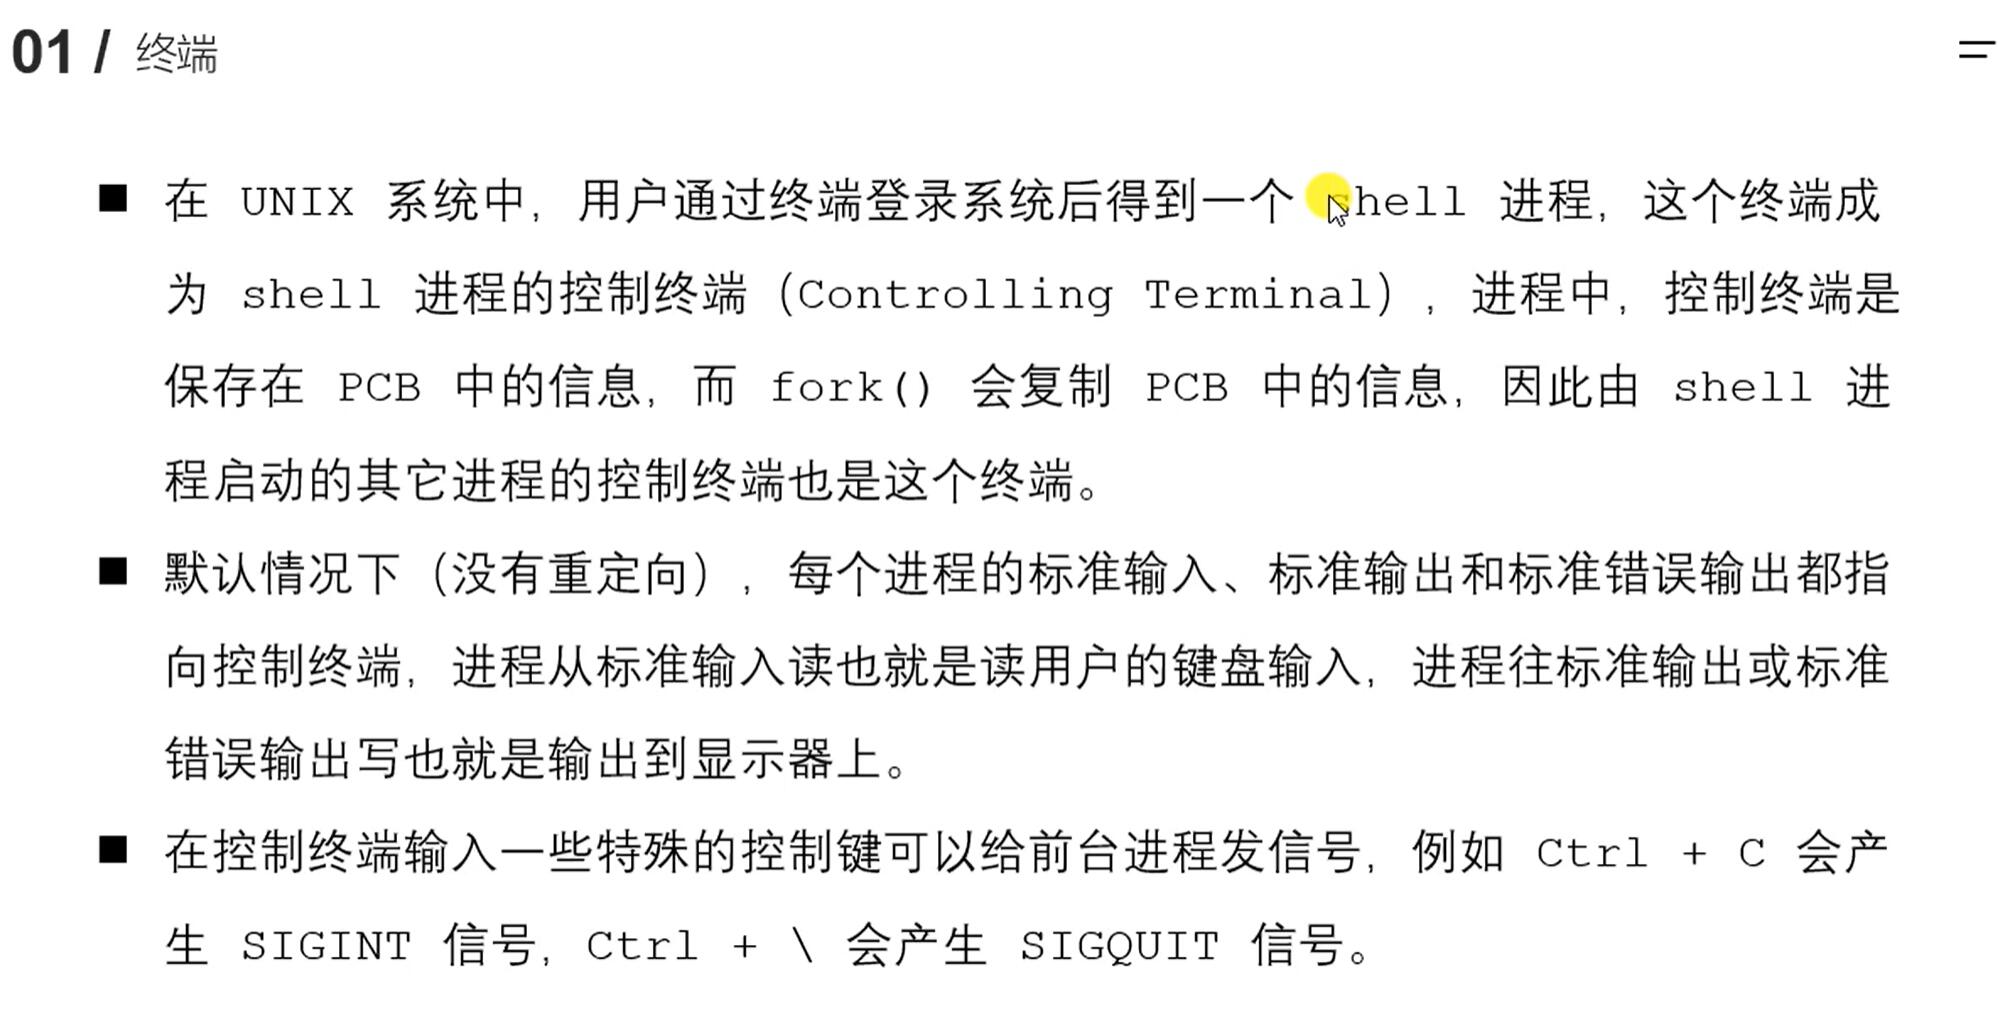 01 / 终端
■ 在 UNIX 系统中，用户通过终端登录系统后得到一个 shell 进程，这个终端成
为 shell 进程的控制终端（Controlling Terminal），进程中，控制终端是
保存在 PCB 中的信息，而 fork() 会复制 PCB 中的信息，因此由 shell 进
程启动的其它进程的控制终端也是这个终端。
■ 默认情况下（没有重定向），每个进程的标准输入、标准输出和标准错误输出都指
向控制终端，进程从标准输入读也就是读用户的键盘输入，进程往标准输出或标准
错误输出写也就是输出到显示器上。
■ 在控制终端输入一些特殊的控制键可以给前台进程发信号，例如 Ctrl + C 会产
生 SIGINT 信号，Ctrl + \ 会产生 SIGQUIT 信号。